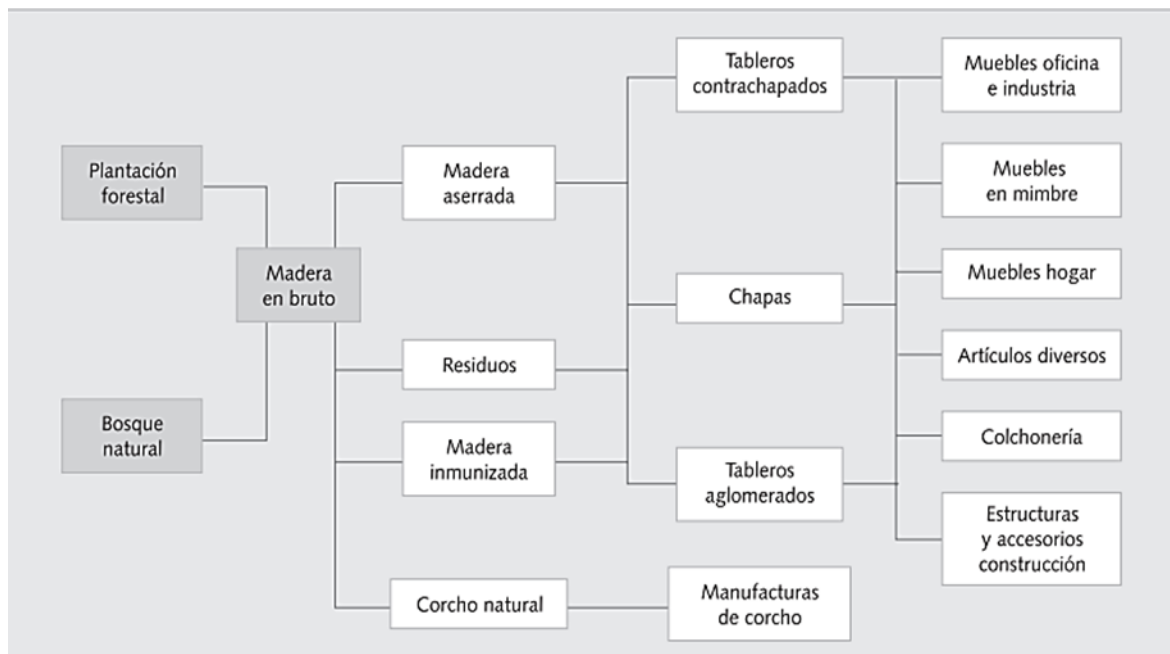 Plantación
forestal
Bosque
natural
Madera
en bruto
Madera
aserrada
Residuos
Madera
inmunizada
Corcho natural
Tableros
contrachapados
Chapas
Tableros
aglomerados
Manufacturas
de corcho
Muebles oficina
e industria
Muebles
en mimbre
Muebles hogar
Artículos diversos
Colchonería
Estructuras
y accesorios
construcción